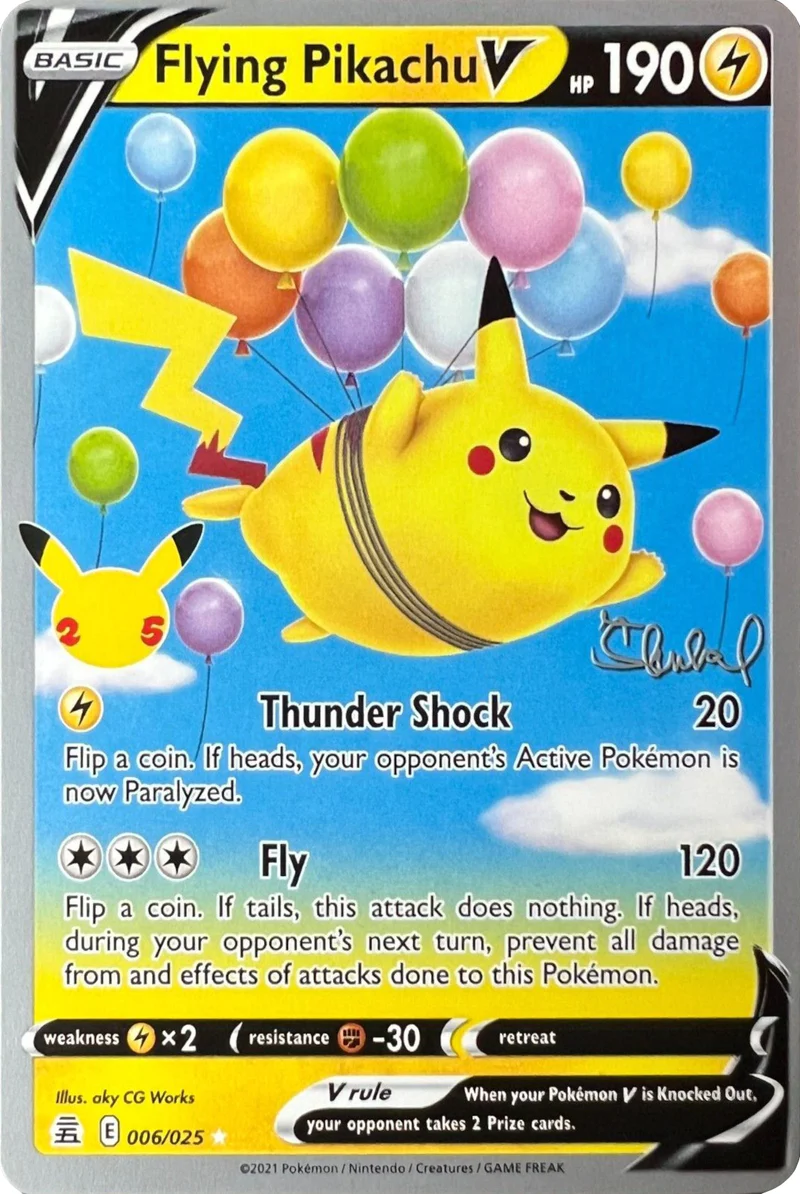 BASIC Flying Pikachu V HP 190
2 5
Thunder Shock 20
Flip a coin. If heads, your opponent's Active Pokémon is
now Paralyzed.
Fly 120
Flip a coin. If tails, this attack does nothing. If heads,
during your opponent's next turn, prevent all damage
from and effects of attacks done to this Pokémon.
weakness ×2 resistance -30 retreat
Illus. aky CG Works
V rule When your Pokémon V is Knocked Out,
your opponent takes 2 Prize cards.
E 006/025
©2021 Pokémon / Nintendo / Creatures / GAME FREAK